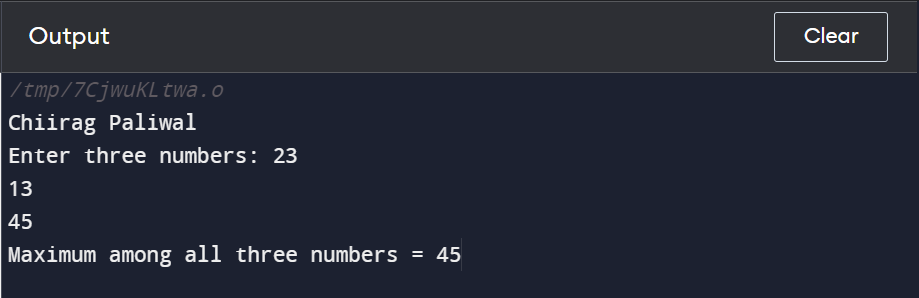 Output
Clear
/tmp/7CjwuKLtwa.o
Chiirag Paliwal
Enter three numbers: 23
13
45
Maximum among all three numbers = 45